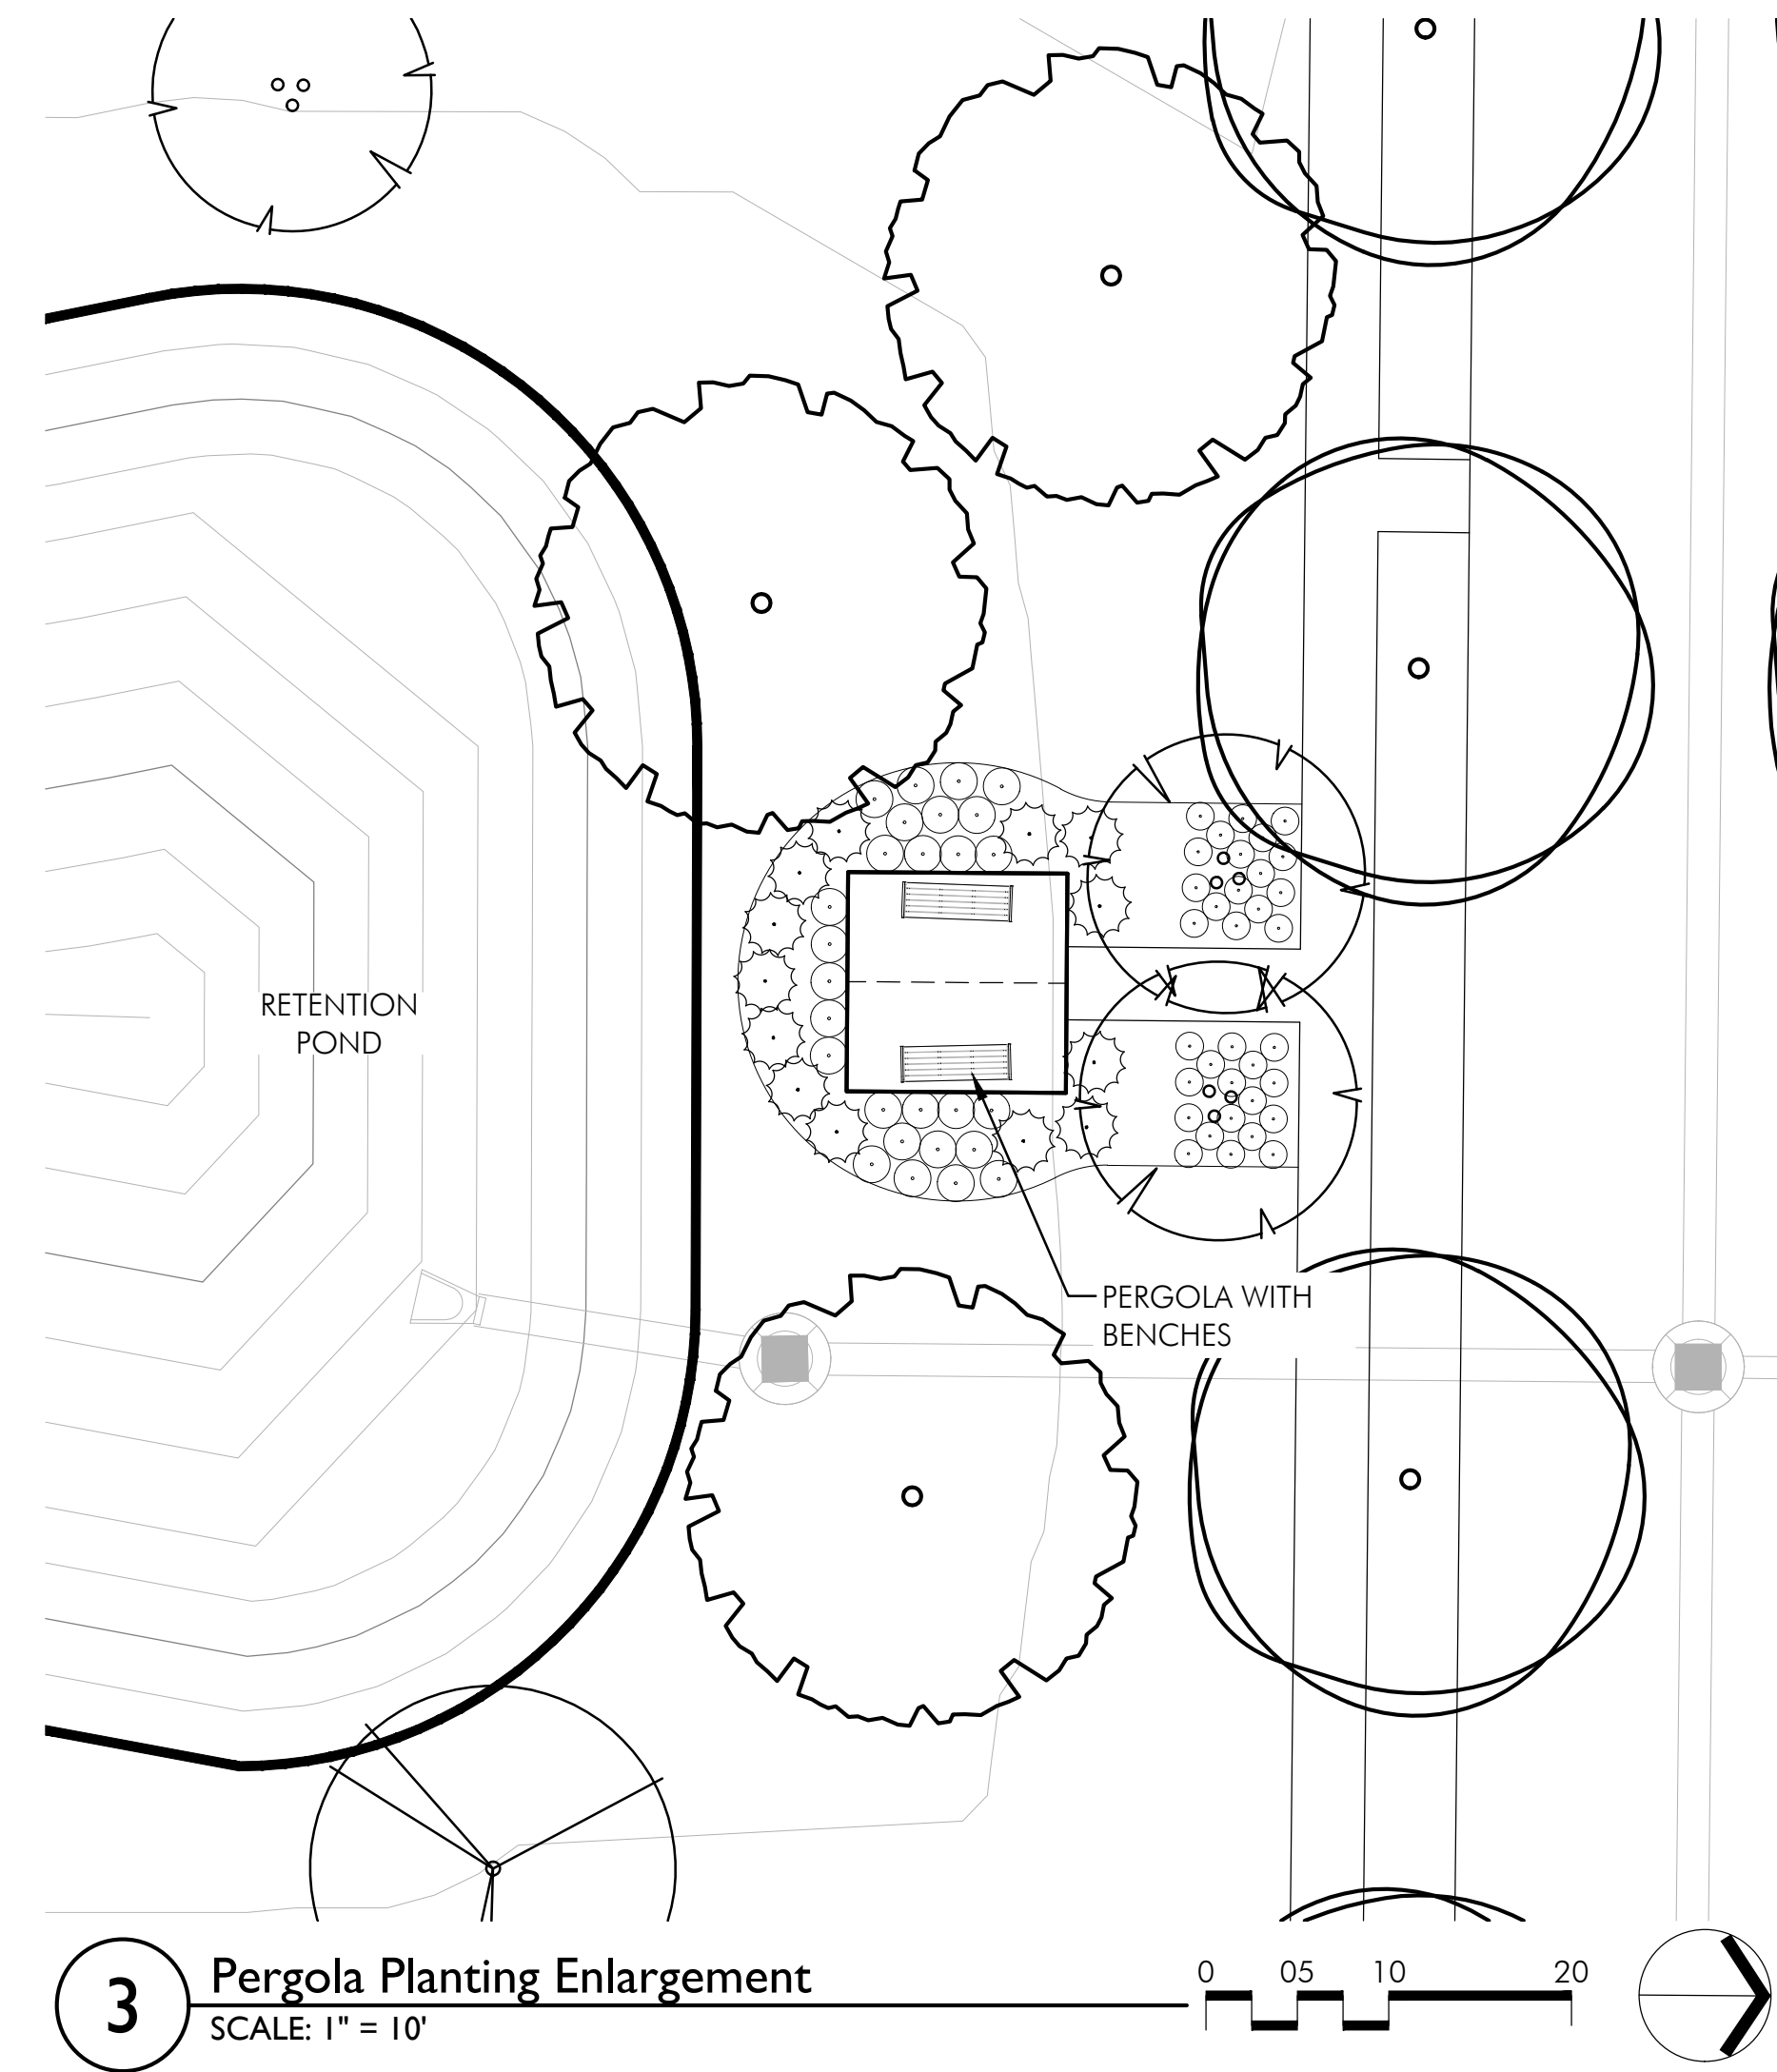 RETENTION
POND
PERGOLA WITH
BENCHES
3
Pergola Planting Enlargement
SCALE: 1" = 10'
0 05 10 20